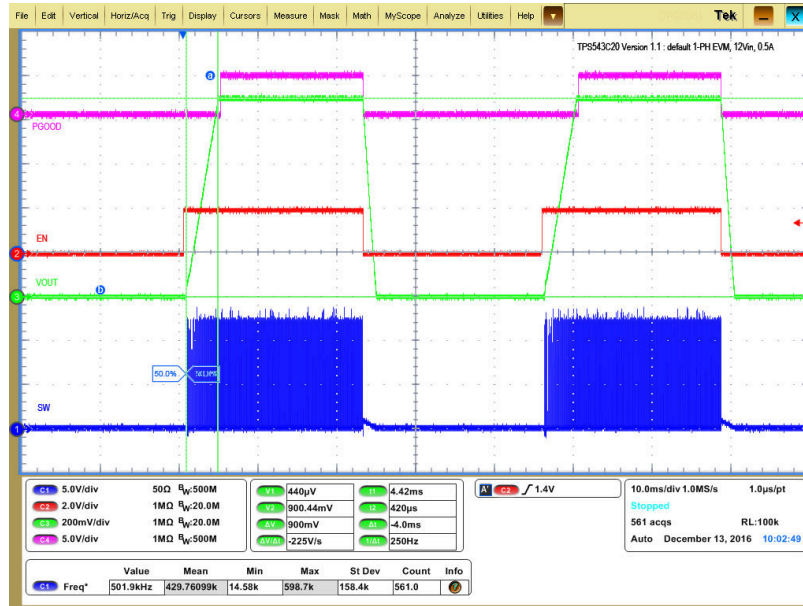 File Edit Vertical Horiz/Acq Trig Display Cursors Measure Mask Math MyScope Analyze Utilities Help Tek X
TPS543C20 Version 1.1 : default 1-PH EVM, 12Vin, 0.5A
a
4
PGOOD
EN
2
VOUT
b
3
50.0%
SW
1
C1 5.0V/div 50Ω BW:500M
C2 2.0V/div 1MΩ BW:20.0M
C3 200mV/div 1MΩ BW:20.0M
C4 5.0V/div 1MΩ BW:500M
V1 440µV
V2 900.44mV
ΔV 900mV
ΔV/Δt -225V/s
t1 4.42ms
t2 420µs
Δt -4.0ms
1/Δt 250Hz
A' C2 1.4V
10.0ms/div 1.0MS/s 1.0µs/pt
Stopped
561 acqs RL:100k
Auto December 13, 2016 10:02:49
Value Mean Min Max St Dev Count Info
C1 Freq* 501.9kHz 429.76099k 14.58k 598.7k 158.4k 561.0